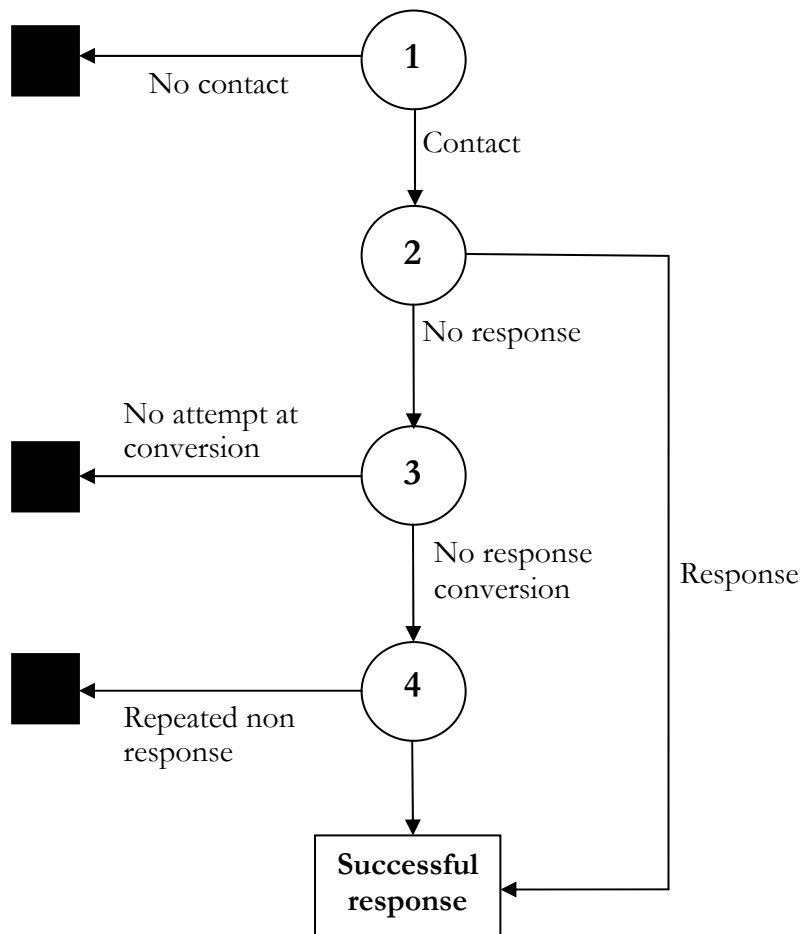 1
No contact
Contact
2
No response
No attempt at
conversion
3
No response
conversion
Response
4
Repeated non
response
Successful
response